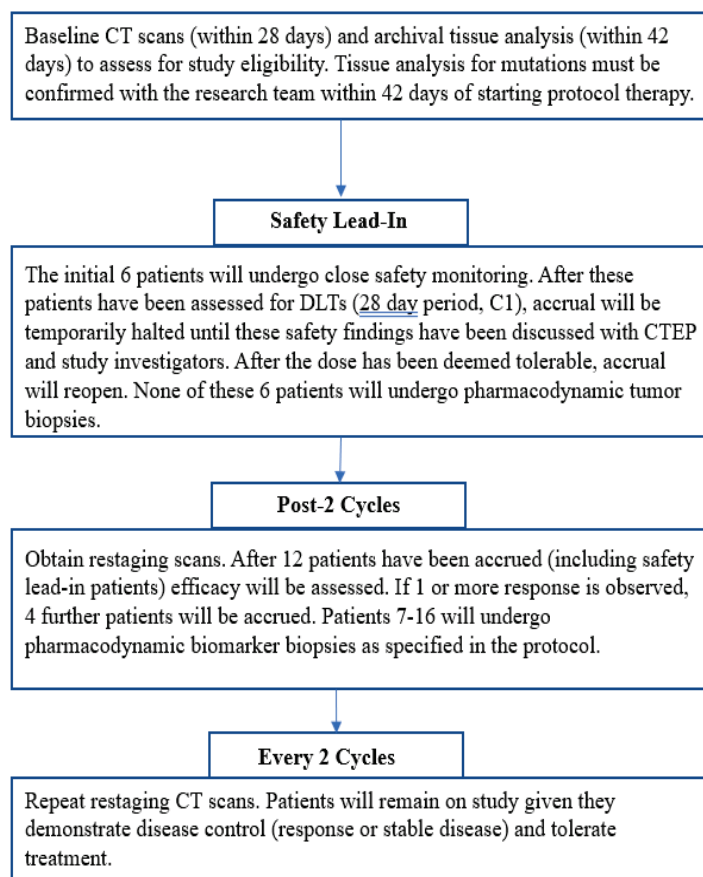 Baseline CT scans (within 28 days) and archival tissue analysis (within 42
days) to assess for study eligibility. Tissue analysis for mutations must be
confirmed with the research team within 42 days of starting protocol therapy.
Safety Lead-In
The initial 6 patients will undergo close safety monitoring. After these
patients have been assessed for DLTs (28 day period, C1), accrual will be
temporarily halted until these safety findings have been discussed with CTEP
and study investigators. After the dose has been deemed tolerable, accrual
will reopen. None of these 6 patients will undergo pharmacodynamic tumor
biopsies.
Post-2 Cycles
Obtain restaging scans. After 12 patients have been accrued (including safety
lead-in patients) efficacy will be assessed. If 1 or more response is observed,
4 further patients will be accrued. Patients 7-16 will undergo
pharmacodynamic biomarker biopsies as specified in the protocol.
Every 2 Cycles
Repeat restaging CT scans. Patients will remain on study given they
demonstrate disease control (response or stable disease) and tolerate
treatment.